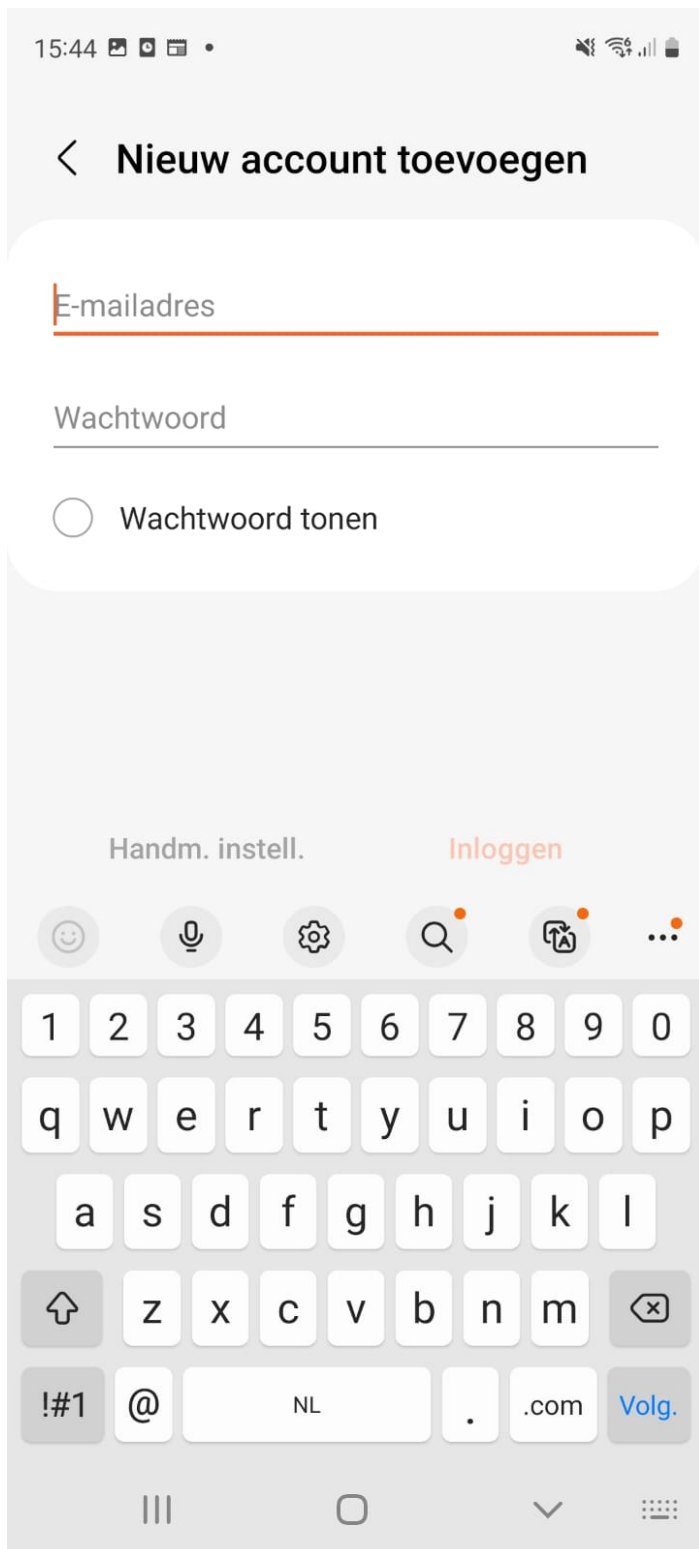 15:44
Nieuw account toevoegen
E-mailadres
Wachtwoord
Wachtwoord tonen
Handm. instell. Inloggen
1 2 3 4 5 6 7 8 9 0
q w e r t y u i o p
a s d f g h j k l
z x c v b n m
!#1 @ NL . .com Volg.